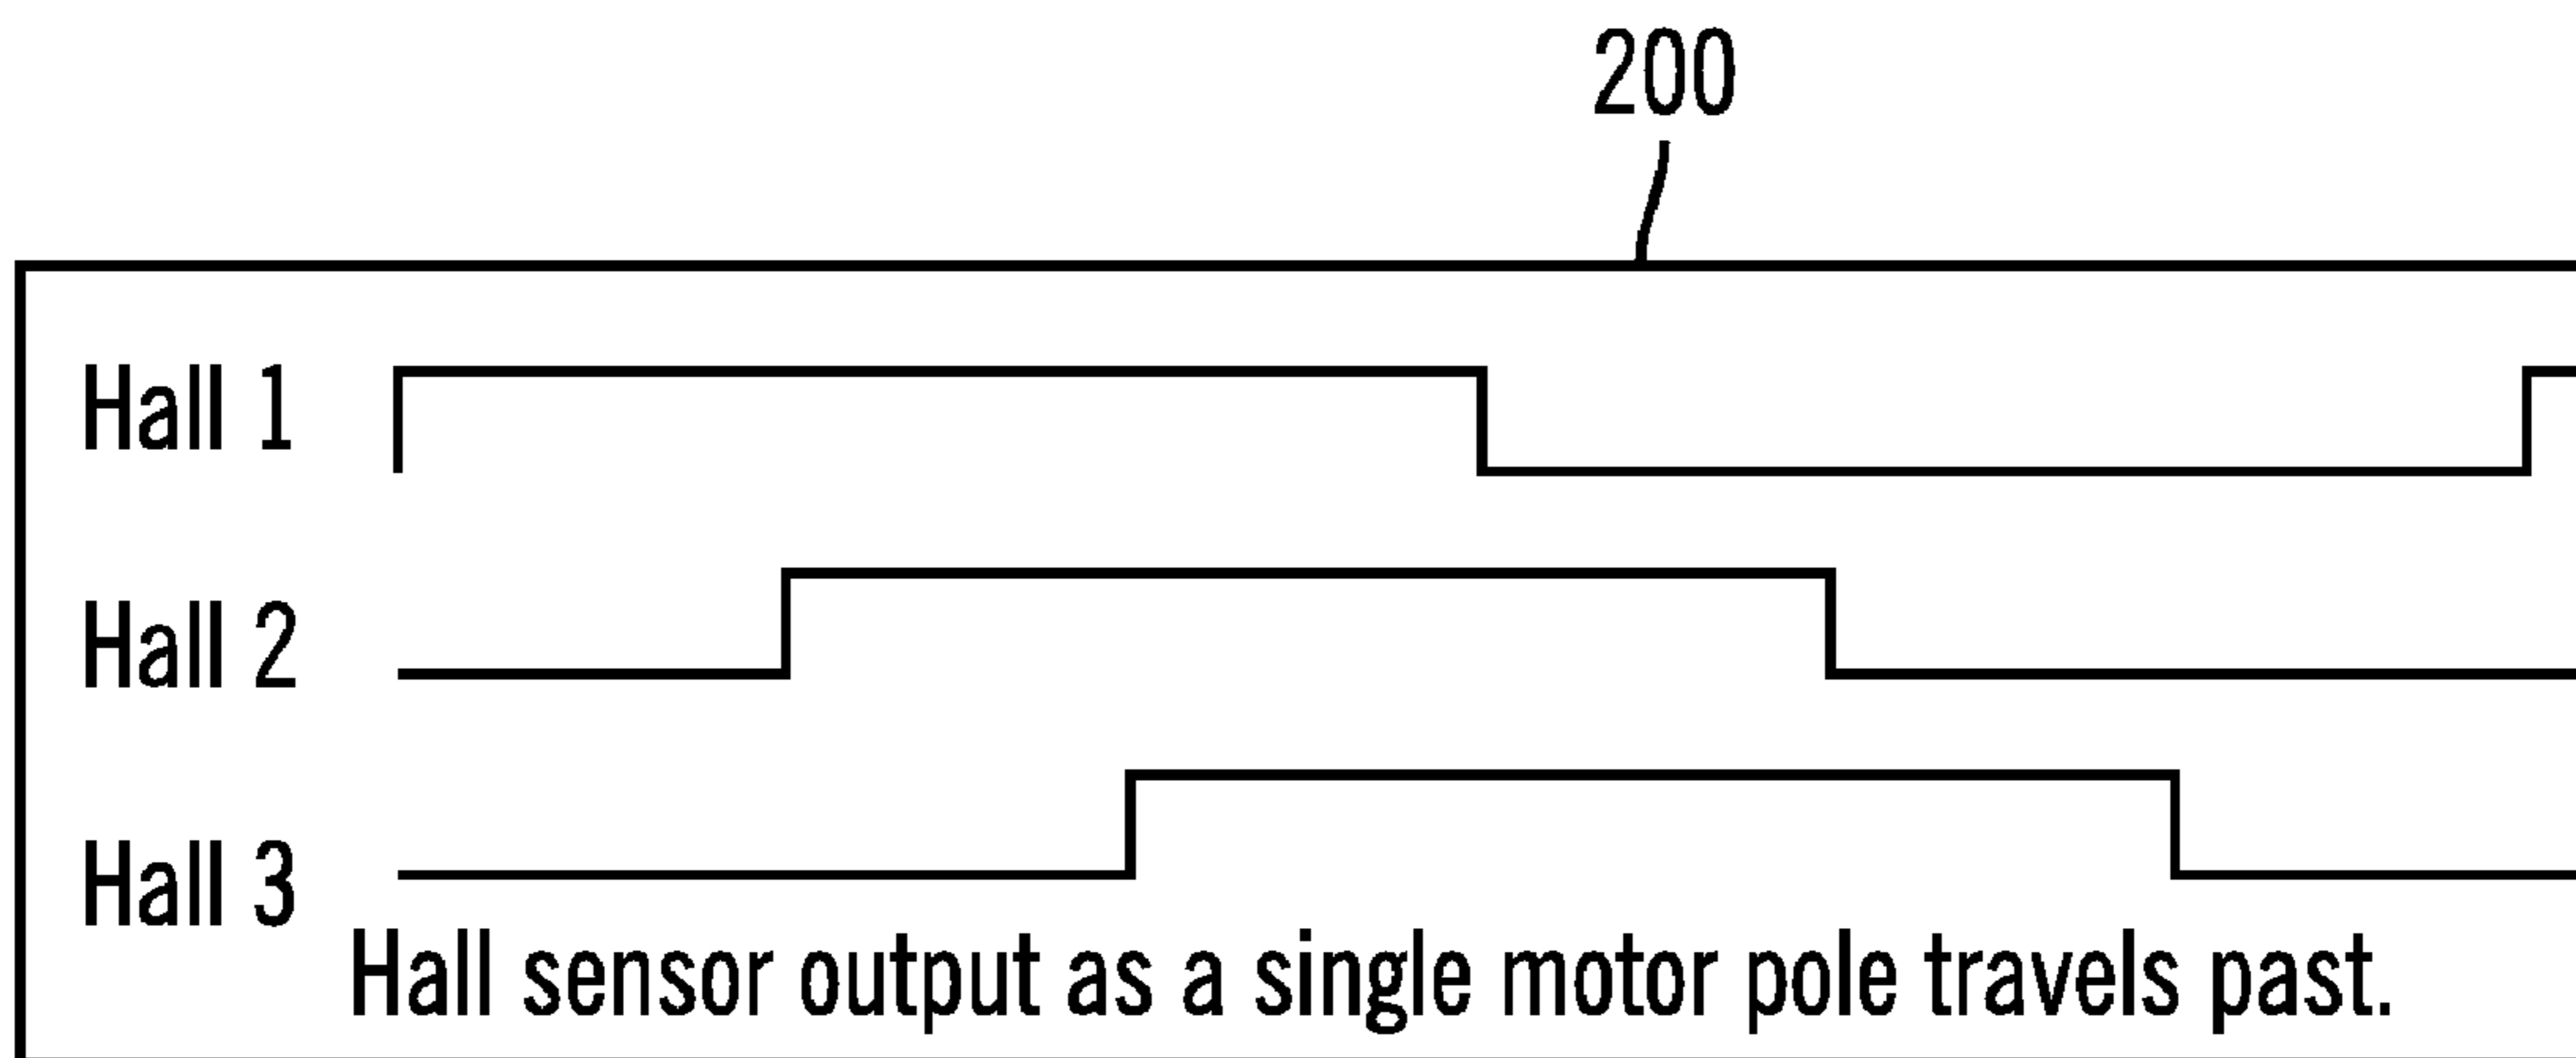 200
Hall 1
Hall 2
Hall 3
Hall sensor output as a single motor pole travels past.